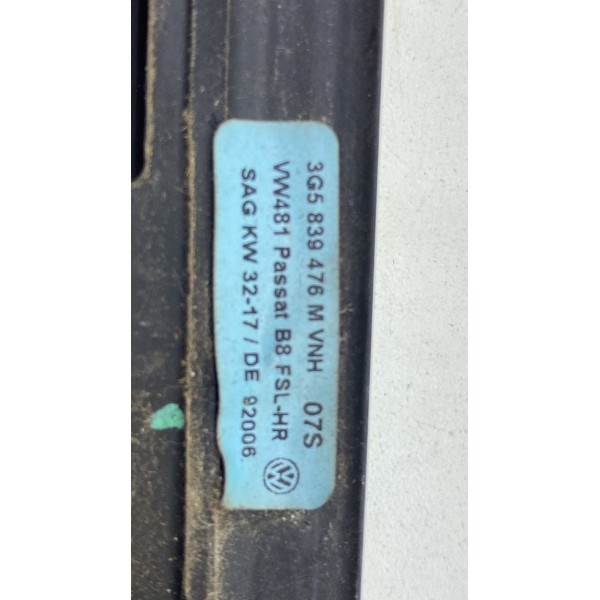 3G5 839 476 M VNH 07S
VW481 Passat B8 FSL-HR
SAG KW 32-17 / DE 92006